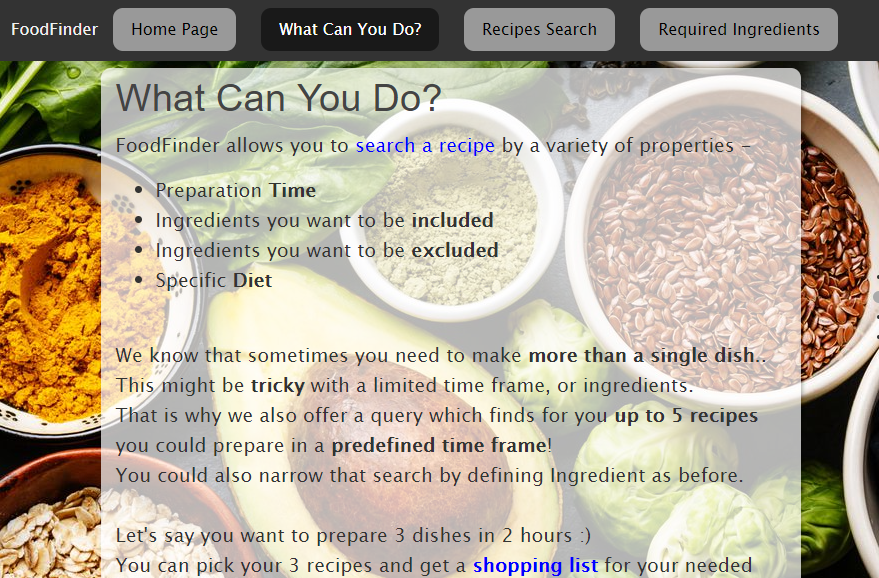 FoodFinder Home Page What Can You Do? Recipes Search Required Ingredients
What Can You Do?
FoodFinder allows you to search a recipe by a variety of properties -
• Preparation Time
• Ingredients you want to be included
• Ingredients you want to be excluded
• Specific Diet
We know that sometimes you need to make more than a single dish..
This might be tricky with a limited time frame, or ingredients.
That is why we also offer a query which finds for you up to 5 recipes
you could prepare in a predefined time frame!
You could also narrow that search by defining Ingredient as before.
Let's say you want to prepare 3 dishes in 2 hours :)
You can pick your 3 recipes and get a shopping list for your needed